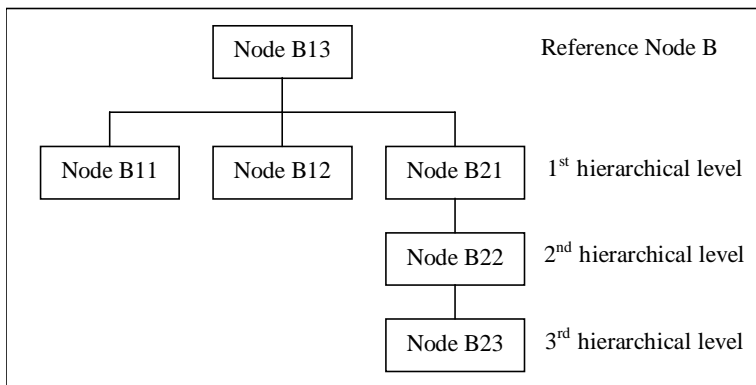 Node B13
Reference Node B
Node B11
Node B12
Node B21
1st hierarchical level
Node B22
2nd hierarchical level
Node B23
3rd hierarchical level